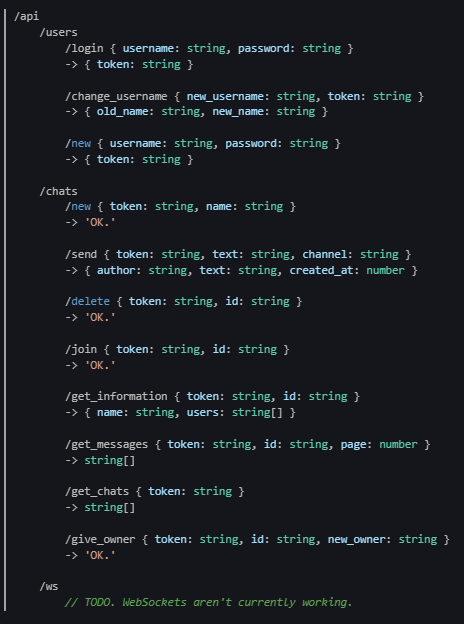 /api
/users
/login { username: string, password: string }
-> { token: string }
/change_username { new_username: string, token: string }
-> { old_name: string, new_name: string }
/new { username: string, password: string }
-> { token: string }
/chats
/new { token: string, name: string }
-> 'OK.'
/send { token: string, text: string, channel: string }
-> { author: string, text: string, created_at: number }
/delete { token: string, id: string }
-> 'OK.'
/join { token: string, id: string }
-> 'OK.'
/get_information { token: string, id: string }
-> { name: string, users: string[] }
/get_messages { token: string, id: string, page: number }
-> string[]
/get_chats { token: string }
-> string[]
/give_owner { token: string, id: string, new_owner: string }
-> 'OK.'
/ws
// TODO. WebSockets aren't currently working.